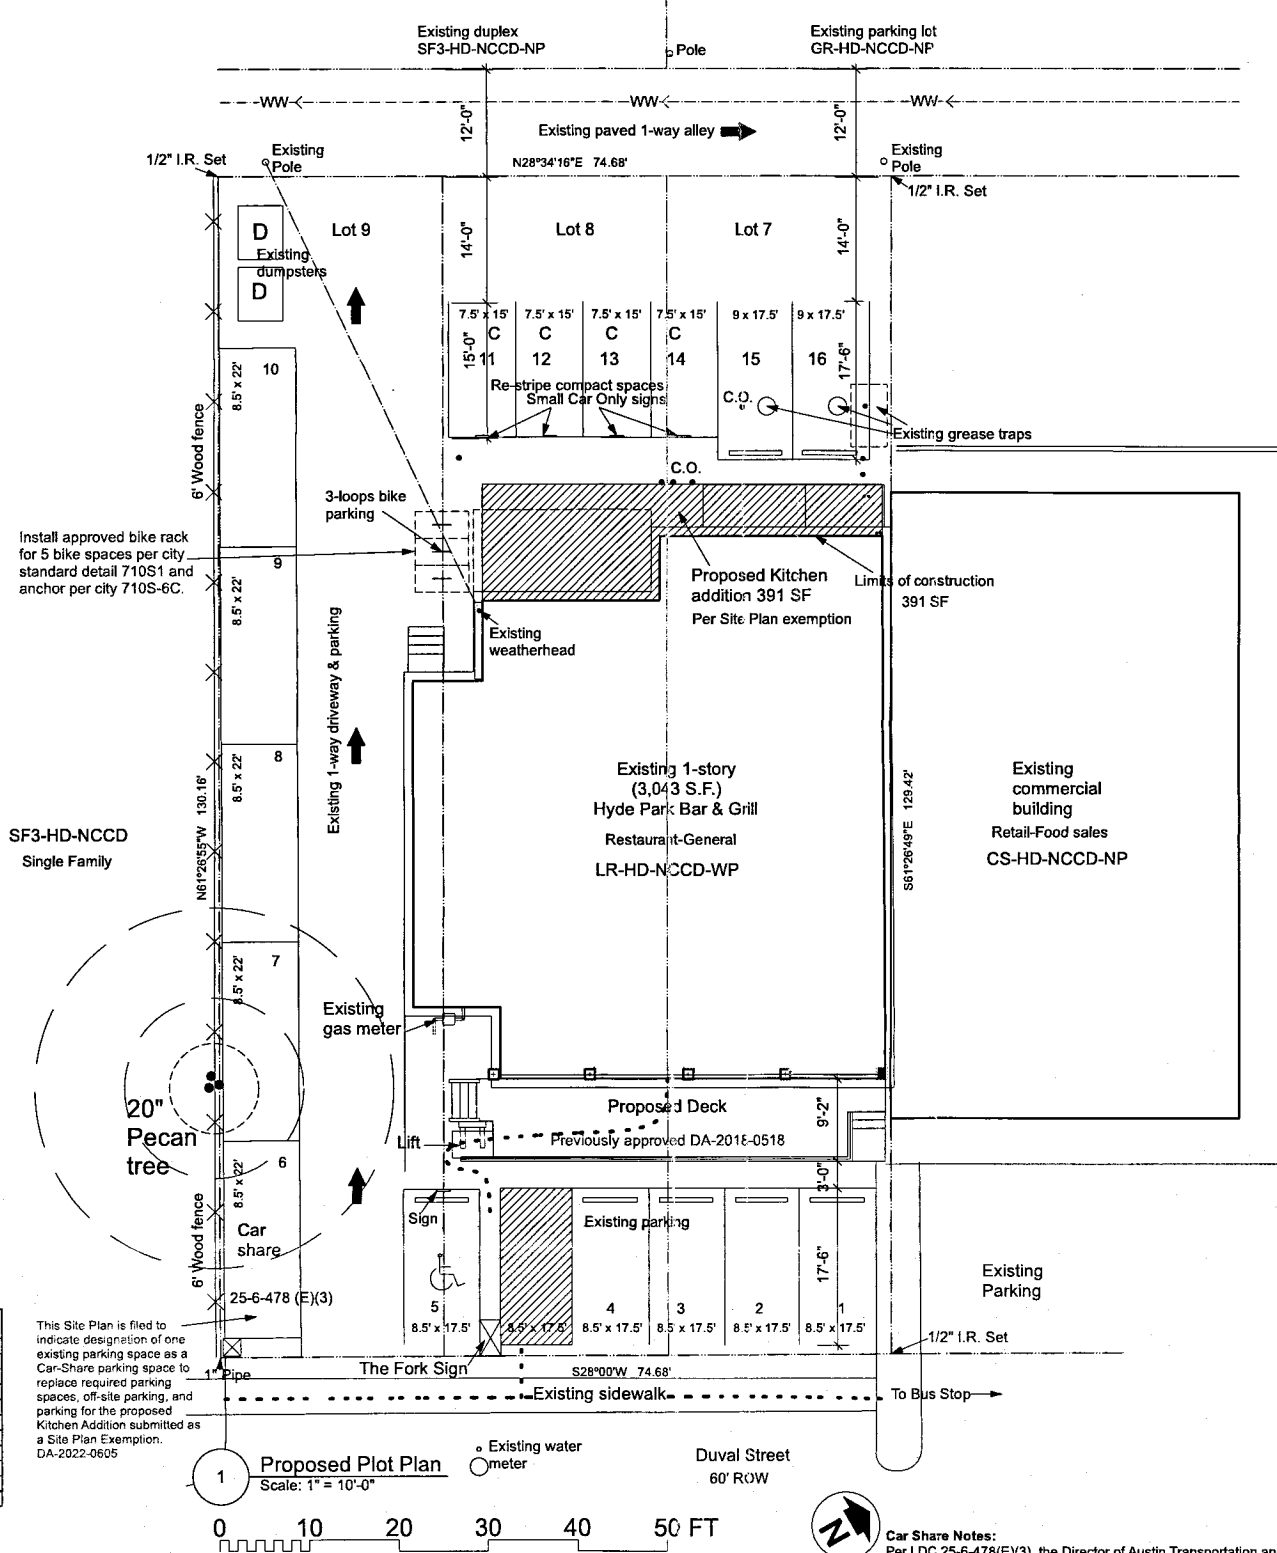 Existing duplex
SF3-HD-NCCD-NP
Pole
Existing parking lot
GR-HD-NCCD-NP
WW
WW
WW
12'-0"
Existing paved 1-way alley
12'-0"
1/2" I.R. Set
Existing
Pole
N28°34'16"E 74.68'
Existing
Pole
1/2" I.R. Set
D
Existing
dumpsters
D
Lot 9
14'-0"
Lot 8
Lot 7
14'-0"
7.5' x 15'
7.5' x 15'
7.5' x 15'
7.5' x 15'
9 x 17.5'
9 x 17.5'
C
C
C
C
15'-0"
11
12
13
14
15
16
17'-6"
Re-stripe compact spaces
Small Car Only signs
C.O.
Existing grease traps
10
8.5' x 22'
6' Wood fence
C.O.
3-loops bike
parking
Install approved bike rack
for 5 bike spaces per city
standard detail 710S1 and
anchor per city 710S-6C.
9
8.5' x 22'
Proposed Kitchen
addition 391 SF
Per Site Plan exemption
Limits of construction
391 SF
Existing
weatherhead
Existing 1-way driveway & parking
8
8.5' x 22'
N61°26'55"W 130.16'
SF3-HD-NCCD
Single Family
Existing 1-story
(3,043 S.F.)
Hyde Park Bar & Grill
Restaurant-General
LR-HD-NCCD-WP
S61°26'49"E 129.42'
Existing
commercial
building
Retail-Food sales
CS-HD-NCCD-NP
7
8.5' x 22'
Existing
gas meter
20"
Pecan
tree
Proposed Deck
9'-2"
Lift
Previously approved DA-2018-0518
3'-0"
6
8.5' x 22'
6' Wood fence
Car
share
25-6-478 (E)(3)
Sign
Existing parking
17'-6"
Existing
Parking
5
4
3
2
1
8.5' x 17.5'
8.5' x 17.5'
8.5' x 17.5'
8.5' x 17.5'
8.5' x 17.5'
8.5' x 17.5'
1/2" I.R. Set
This Site Plan is filed to
indicate designation of one
existing parking space as a
Car-Share parking space to
replace required parking
spaces, off-site parking, and
parking for the proposed
Kitchen Addition submitted as
a Site Plan Exemption.
DA-2022-0605
1" Pipe
The Fork Sign
S28°00'W 74.68'
Existing sidewalk
To Bus Stop
1
Proposed Plot Plan
Scale: 1" = 10'-0"
Existing water
meter
Duval Street
60' ROW
0 10 20 30 40 50 FT
N
Car Share Notes:
Per LDC 25-6-478(E)(3), the Director of Austin Transportation an